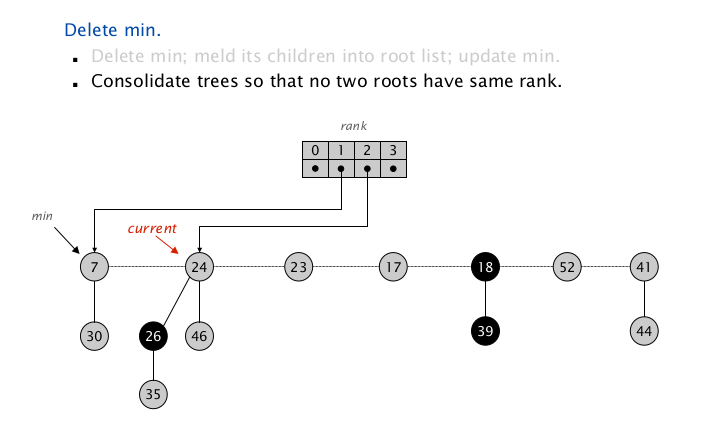 Delete min.
▪ Delete min; meld its children into root list; update min.
▪ Consolidate trees so that no two roots have same rank.
rank
0 1 2 3
min
current
7 24 23 17 18 52 41
30 26 46 39 44
35